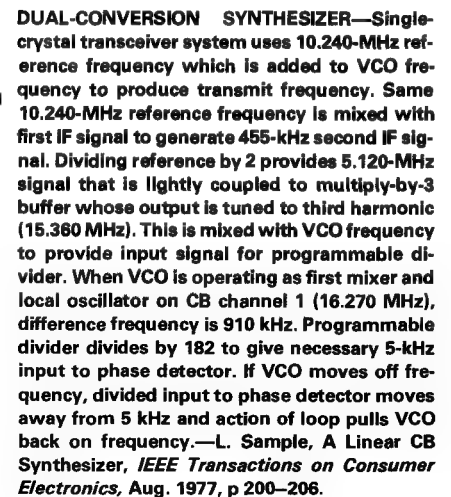 DUAL-CONVERSION SYNTHESIZER—Single-
crystal transceiver system uses 10.240-MHz ref-
erence frequency which is added to VCO fre-
quency to produce transmit frequency. Same
10.240-MHz reference frequency is mixed with
first IF signal to generate 455-kHz second IF sig-
nal. Dividing reference by 2 provides 5.120-MHz
signal that is lightly coupled to multiply-by-3
buffer whose output is tuned to third harmonic
(15.360 MHz). This is mixed with VCO frequency
to provide input signal for programmable di-
vider. When VCO is operating as first mixer and
local oscillator on CB channel 1 (16.270 MHz),
difference frequency is 910 kHz. Programmable
divider divides by 182 to give necessary 5-kHz
input to phase detector. If VCO moves off fre-
quency, divided input to phase detector moves
away from 5 kHz and action of loop pulls VCO
back on frequency.—L. Sample, A Linear CB
Synthesizer, IEEE Transactions on Consumer
Electronics, Aug. 1977, p 200–206.